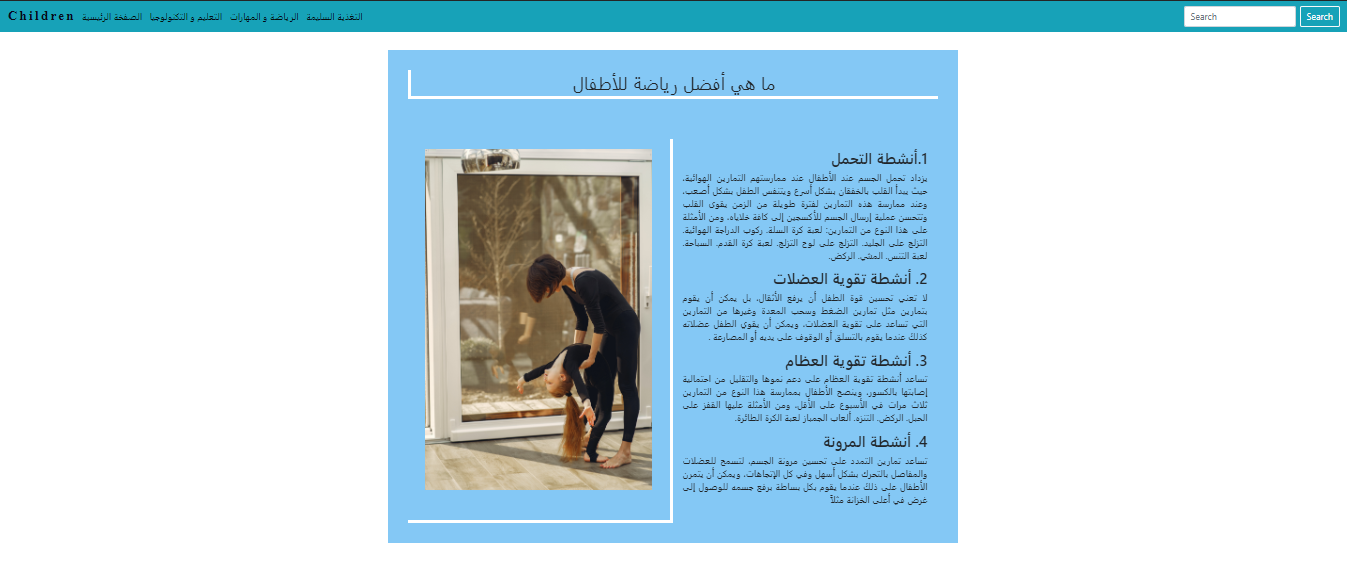 Children الصفخة الرئيسية التعليم و التكنولوجيا الرياضة و المهارات التغذية السليمة Search Search
ما هي أفضل رياضة للأطفال
1.أنشطة التحمل
يزداد تحمل الجسم عند الأطفال عند ممارستهم التمارين الهوائية،
حيث يبدأ القلب بالخفقان بشكل أسرع ويتنفس الطفل بشكل أصعب،
وعند ممارسة هذه التمارين لفترة طويلة من الزمن يقوى القلب
وتتحسن عملية إرسال الجسم للأكسجين إلى كافة خلاياه، ومن الأمثلة
على هذا النوع من التمارين: لعبة كرة السلة. ركوب الدراجة الهوائية.
التزلج على الجليد. التزلج على لوح التزلج. لعبة كرة القدم. السباحة.
لعبة التنس. المشي. الركض.
2. أنشطة تقوية العضلات
لا تعني تحسين قوة الطفل أن يرفع الأثقال، بل يمكن أن يقوم
بتمارين مثل تمارين الضغط وسحب المعدة وغيرها من التمارين
التي تساعد على تقوية العضلات، ويمكن أن يقوي الطفل عضلاته
كذلك عندما يقوم بالتسلق أو الوقوف على يديه أو المصارعة .
3. أنشطة تقوية العظام
تساعد أنشطة تقوية العظام على دعم نموها والتقليل من احتمالية
إصابتها بالكسور، وينصح الأطفال بممارسة هذا النوع من التمارين
ثلاث مرات في الأسبوع على الأقل، ومن الأمثلة عليها القفز على
الحبل. الركض. التنزه. ألعاب الجمباز لعبة الكرة الطائرة.
4. أنشطة المرونة
تساعد تمارين التمدد على تحسين مرونة الجسم، لتسمح للعضلات
والمفاصل بالتحرك بشكل أسهل وفي كل الإتجاهات، ويمكن أن يتمرن
الأطفال على ذلك عندما يقوم بكل بساطة برفع جسمه للوصول إلى
غرض في أعلى الخزانة مثلاً